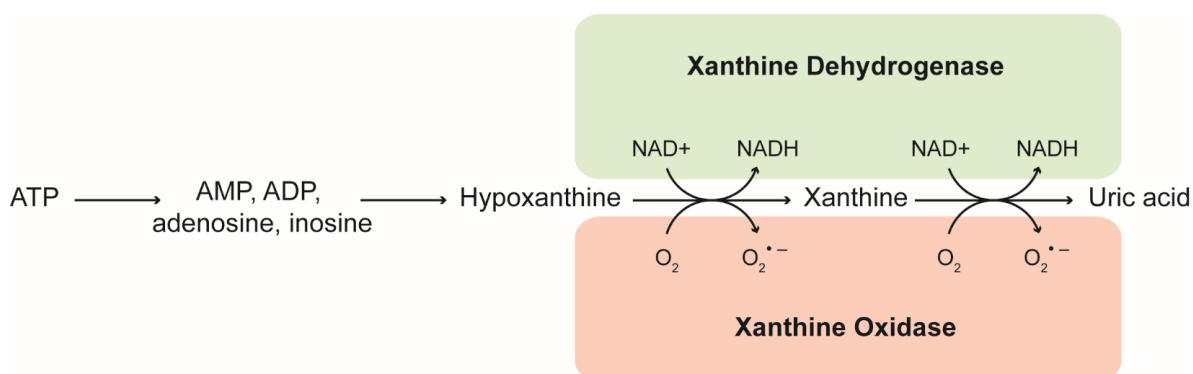 Xanthine Dehydrogenase
NAD+ NADH NAD+ NADH
ATP AMP, ADP, Hypoxanthine Xanthine Uric acid
adenosine, inosine
O₂ O₂•– O₂ O₂•–
Xanthine Oxidase